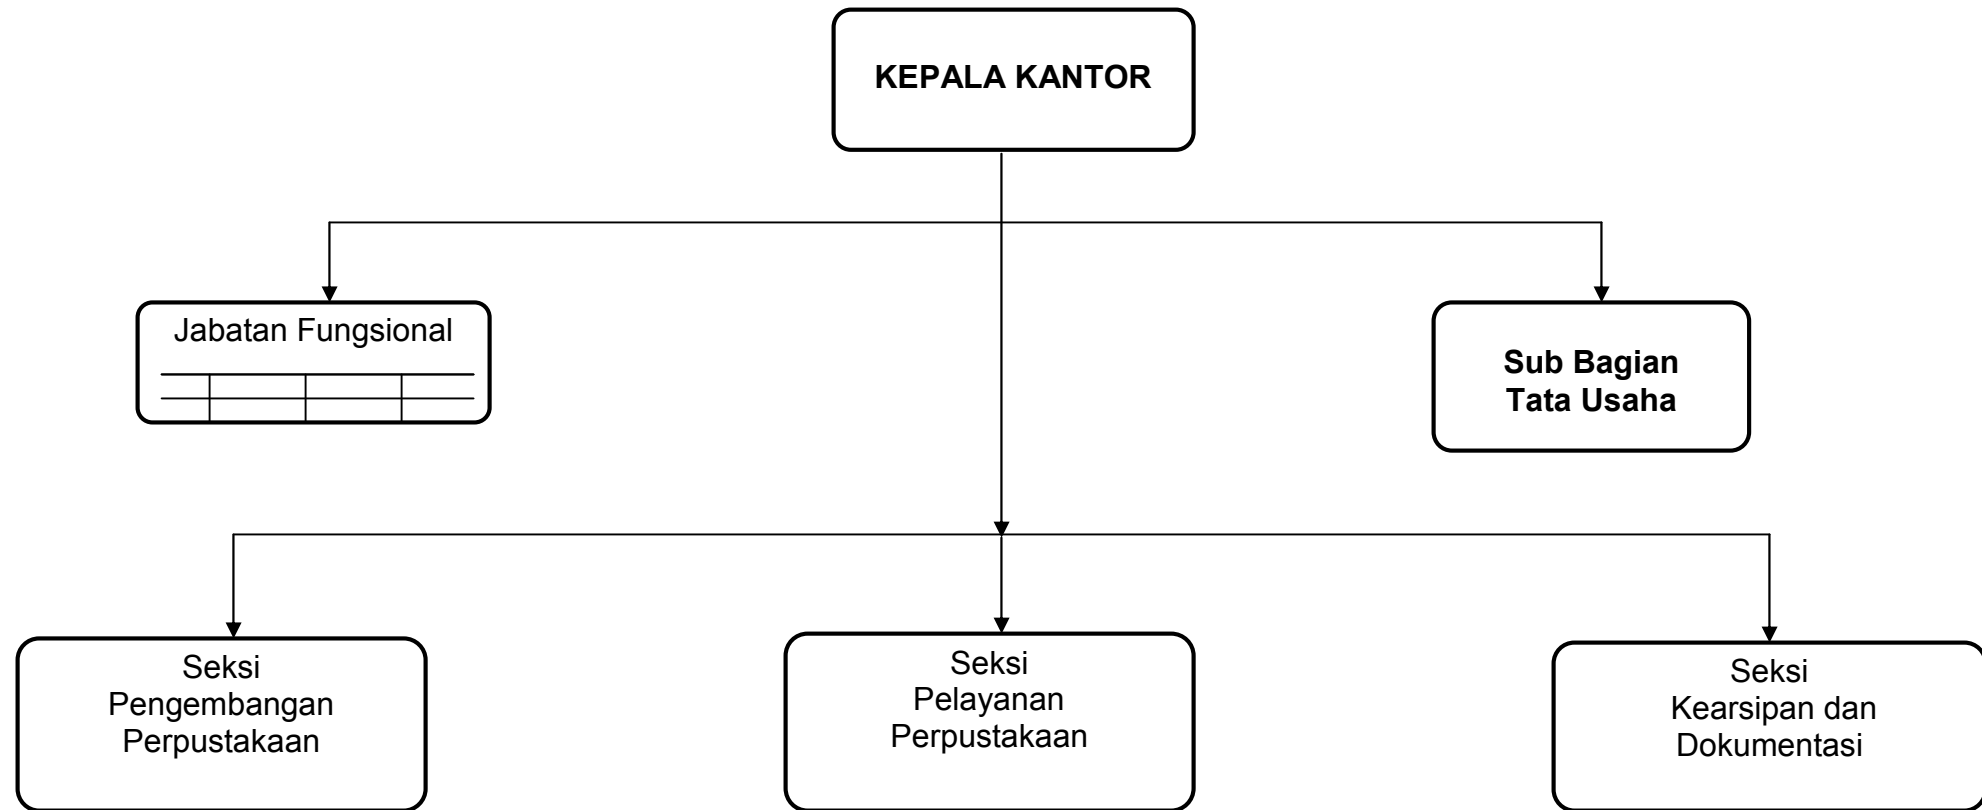 KEPALA KANTOR
Jabatan Fungsional
Sub Bagian
Tata Usaha
Seksi
Pengembangan
Perpustakaan
Seksi
Pelayanan
Perpustakaan
Seksi
Kearsipan dan
Dokumentasi